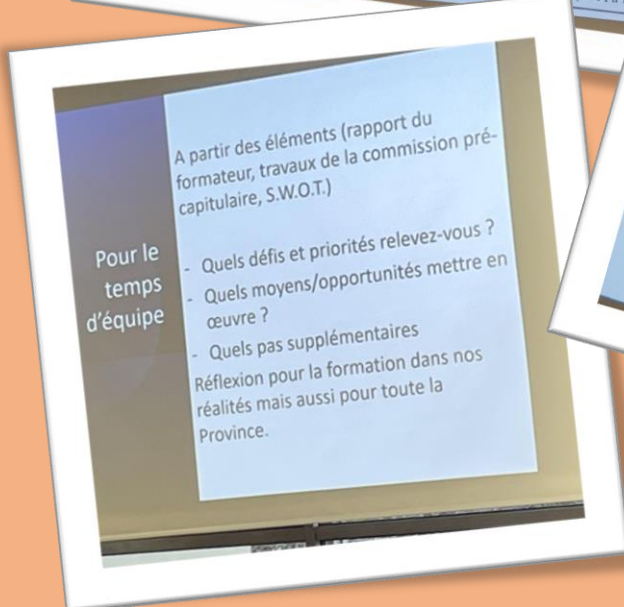 Pour le
temps
d'équipe
A partir des éléments (rapport du
formateur, travaux de la commission pré-
capitulaire, S.W.O.T.)
- Quels défis et priorités relevez-vous ?
- Quels moyens/opportunités mettre en
œuvre ?
- Quels pas supplémentaires
Réflexion pour la formation dans nos
réalités mais aussi pour toute la
Province.